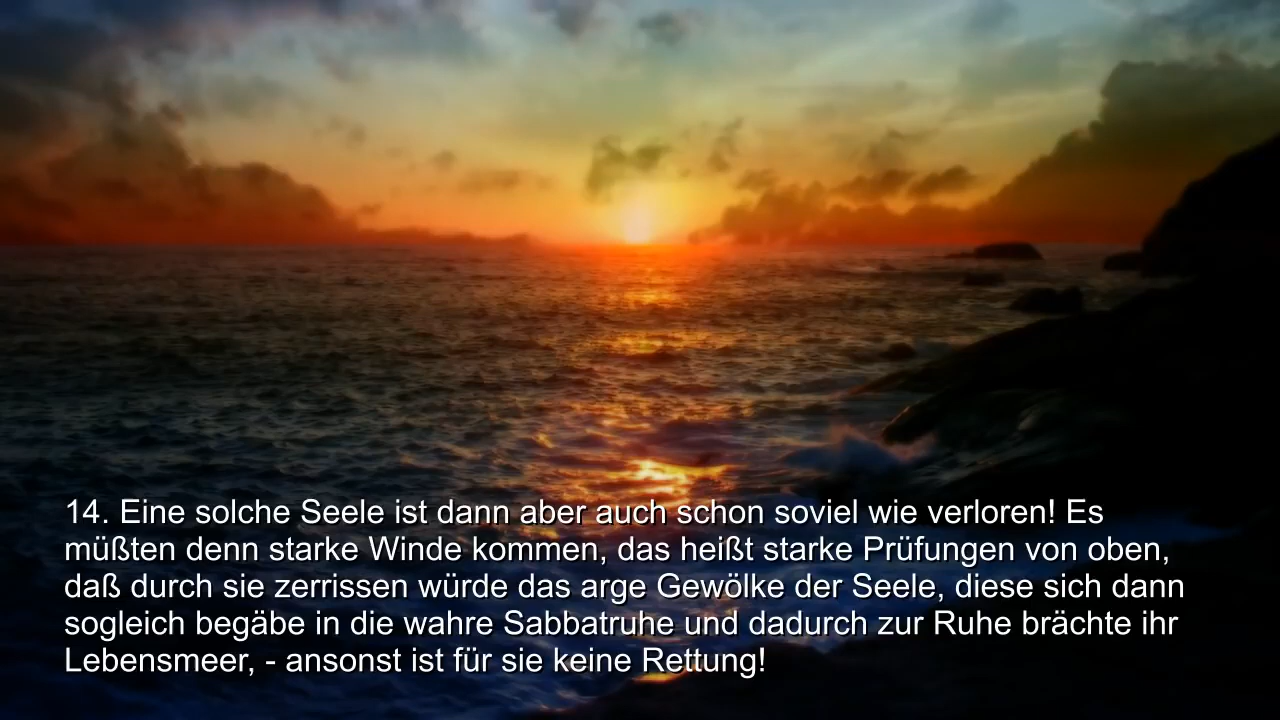 14. Eine solche Seele ist dann aber auch schon soviel wie verloren! Es
müßten denn starke Winde kommen, das heißt starke Prüfungen von oben,
daß durch sie zerrissen würde das arge Gewölke der Seele, diese sich dann
sogleich begäbe in die wahre Sabbatruhe und dadurch zur Ruhe brächte ihr
Lebensmeer, - ansonst ist für sie keine Rettung!